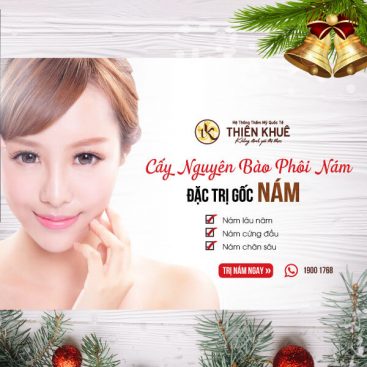 Hệ Thống Thẩm Mỹ Quốc Tế
TK
THIÊN KHUÊ
Cấy Nguyên Bào Phôi Nám
ĐẶC TRỊ GỐC NÁM
Nám lâu năm
Nám cứng đầu
Nám chân sâu
TRỊ NÁM NGAY »
1900 1768